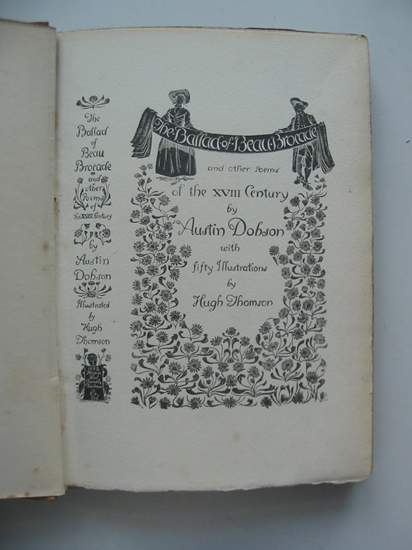 The
Ballad
of
Beau
Brocade
and
other
Poems
of
the XVIII Century
by
Austin
Dobson
Illustrated
by
Hugh
Thomson
The Ballad of Beau Brocade
and other Poems
of the XVIII Century
by
Austin Dobson
with
fifty Illustrations
by
Hugh Thomson